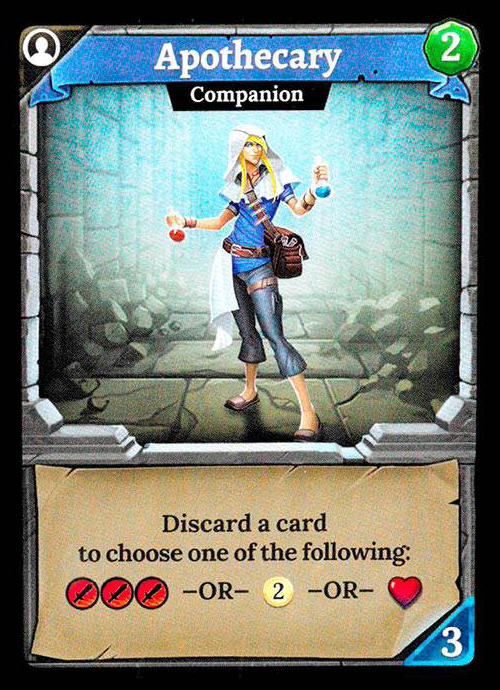 Apothecary
2
Companion
Discard a card
to choose one of the following:
–OR– 2 –OR–
3